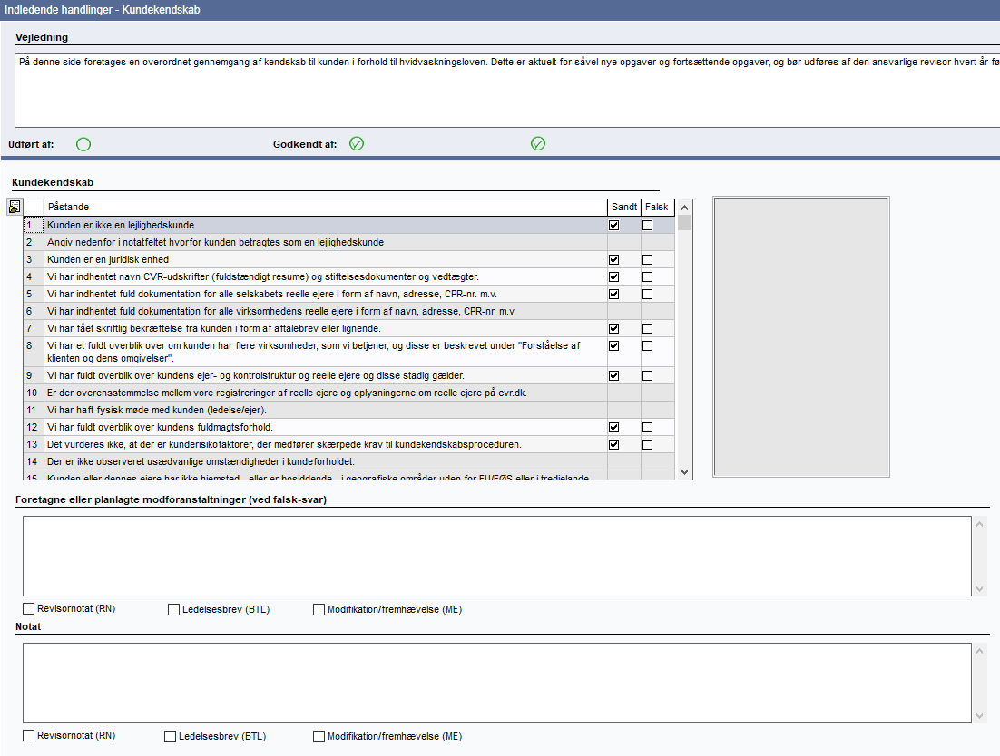 Indledende handlinger - Kundekendskab
Vejledning
På denne side foretages en overordnet gennemgang af kendskab til kunden i forhold til hvidvaskningsloven. Dette er aktuelt for såvel nye opgaver og fortsættende opgaver, og bør udføres af den ansvarlige revisor hvert år fø
Udført af:
Godkendt af:
Kundekendskab
Påstande Sandt Falsk
1 Kunden er ikke en lejlighedskunde
2 Angiv nedenfor i notatfeltet hvorfor kunden betragtes som en lejlighedskunde
3 Kunden er en juridisk enhed
4 Vi har indhentet navn CVR-udskrifter (fuldstændigt resume) og stiftelsesdokumenter og vedtægter.
5 Vi har indhentet fuld dokumentation for alle selskabets reelle ejere i form af navn, adresse, CPR-nr. m.v.
6 Vi har indhentet fuld dokumentation for alle virksomhedens reelle ejere i form af navn, adresse, CPR-nr. m.v.
7 Vi har fået skriftlig bekræftelse fra kunden i form af aftalebrev eller lignende.
8 Vi har et fuldt overblik over om kunden har flere virksomheder, som vi betjener, og disse er beskrevet under "Forståelse af
klienten og dens omgivelser".
9 Vi har fuldt overblik over kundens ejer- og kontrolstruktur og reelle ejere og disse stadig gælder.
10 Er der overensstemmelse mellem vore registreringer af reelle ejere og oplysningerne om reelle ejere på cvr.dk.
11 Vi har haft fysisk møde med kunden (ledelse/ejer).
12 Vi har fuldt overblik over kundens fuldmagtsforhold.
13 Det vurderes ikke, at der er kunderisikofaktorer, der medfører skærpede krav til kundekendskabsproceduren.
14 Der er ikke observeret usædvanlige omstændigheder i kundeforholdet.
15 Kunden eller dennes ejere har ikke hjemsted - eller er bosiddende - i geografiske områder uden for EU/EØS eller i tredjelande
Foretagne eller planlagte modforanstaltninger (ved falsk-svar)
Revisornotat (RN) Ledelsesbrev (BTL) Modifikation/fremhævelse (ME)
Notat
Revisornotat (RN) Ledelsesbrev (BTL) Modifikation/fremhævelse (ME)